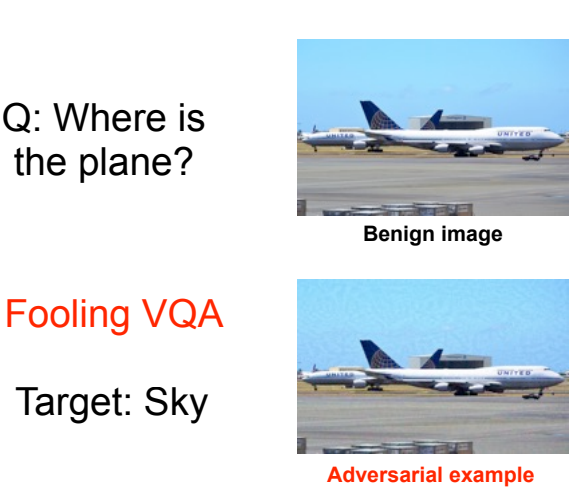 Q: Where is
the plane?
UNITED
Benign image
Fooling VQA
Target: Sky
UNITED
Adversarial example